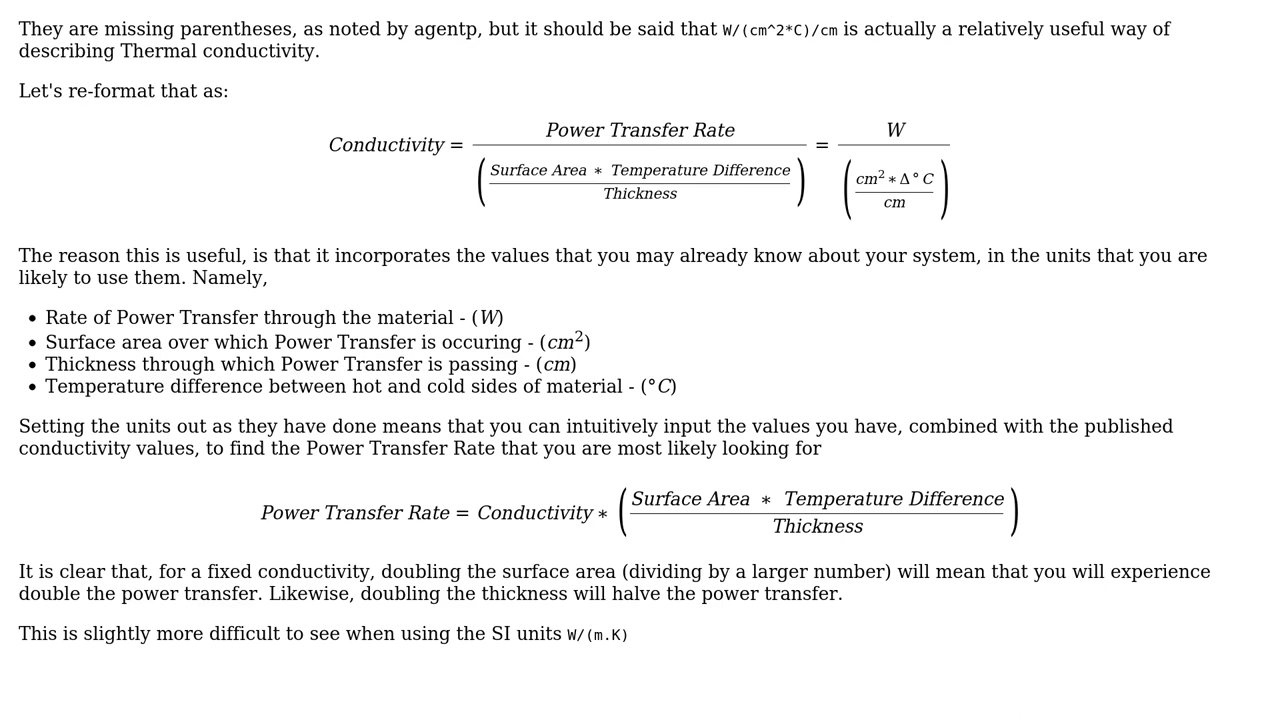 They are missing parentheses, as noted by agentp, but it should be said that W/(cm^2*C)/cm is actually a relatively useful way of
describing Thermal conductivity.
Let's re-format that as:
Conductivity = Power Transfer Rate / (Surface Area ∗ Temperature Difference / Thickness) = W / (cm² ∗ Δ°C / cm)
The reason this is useful, is that it incorporates the values that you may already know about your system, in the units that you are
likely to use them. Namely,
• Rate of Power Transfer through the material - (W)
• Surface area over which Power Transfer is occuring - (cm²)
• Thickness through which Power Transfer is passing - (cm)
• Temperature difference between hot and cold sides of material - (°C)
Setting the units out as they have done means that you can intuitively input the values you have, combined with the published
conductivity values, to find the Power Transfer Rate that you are most likely looking for
Power Transfer Rate = Conductivity ∗ (Surface Area ∗ Temperature Difference / Thickness)
It is clear that, for a fixed conductivity, doubling the surface area (dividing by a larger number) will mean that you will experience
double the power transfer. Likewise, doubling the thickness will halve the power transfer.
This is slightly more difficult to see when using the SI units W/(m.K)